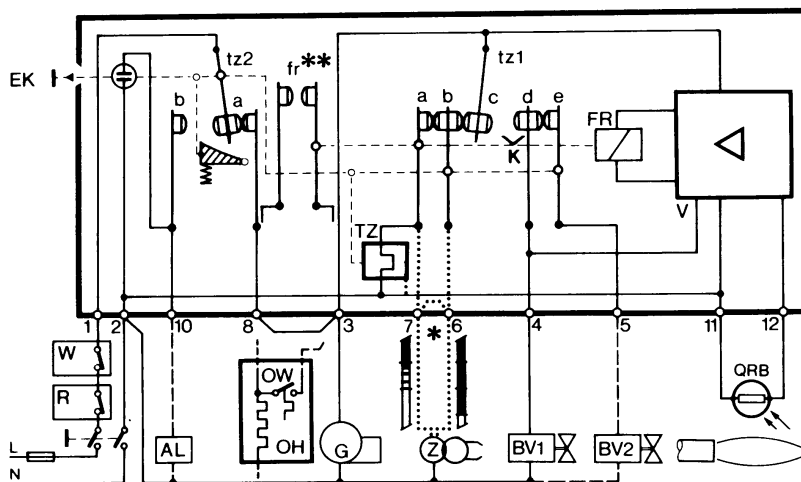 tz2
fr**
tz1
EK
b
a
a
b
c
d
e
FR
K
V
TZ
1
2
10
8
3
7
*
6
4
5
11
12
W
OW
QRB
R
L
N
AL
OH
G
Z
BV1
BV2